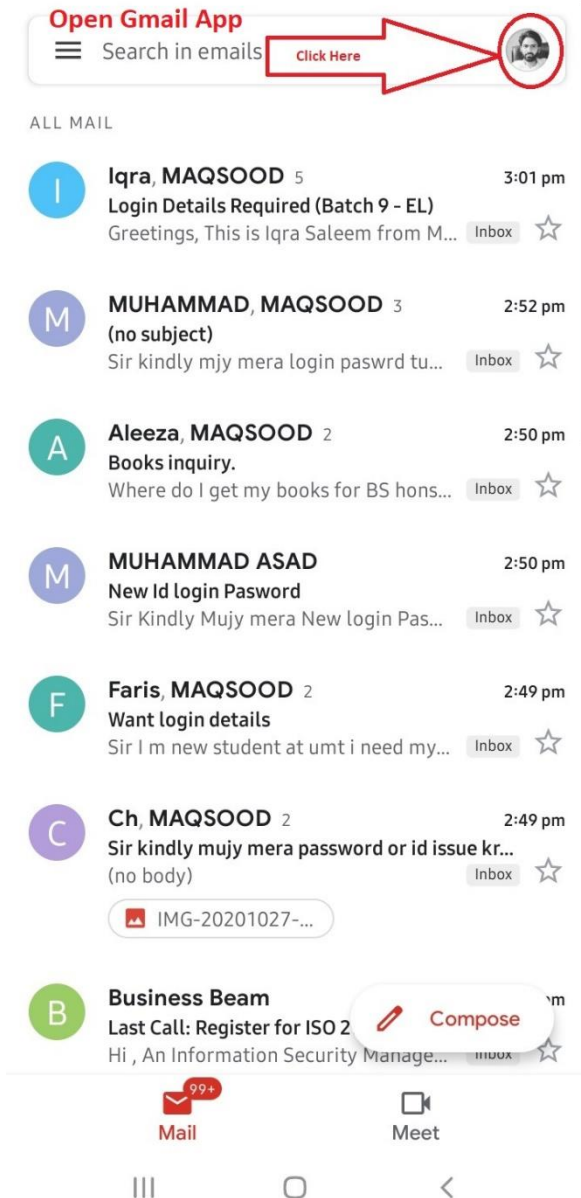 Open Gmail App
Search in emails
Click Here
ALL MAIL
I
Iqra, MAQSOOD 5 3:01 pm
Login Details Required (Batch 9 - EL)
Greetings, This is Iqra Saleem from M... Inbox
M
MUHAMMAD, MAQSOOD 3 2:52 pm
(no subject)
Sir kindly mjy mera login paswrd tu... Inbox
A
Aleeza, MAQSOOD 2 2:50 pm
Books inquiry.
Where do I get my books for BS hons... Inbox
M
MUHAMMAD ASAD 2:50 pm
New Id login Pasword
Sir Kindly Mujy mera New login Pas... Inbox
F
Faris, MAQSOOD 2 2:49 pm
Want login details
Sir I m new student at umt i need my... Inbox
C
Ch, MAQSOOD 2 2:49 pm
Sir kindly mujy mera password or id issue kr...
(no body) Inbox
IMG-20201027-...
B
Business Beam
Last Call: Register for ISO 2
Hi , An Information Security Manage... Inbox
Compose
99+
Mail Meet